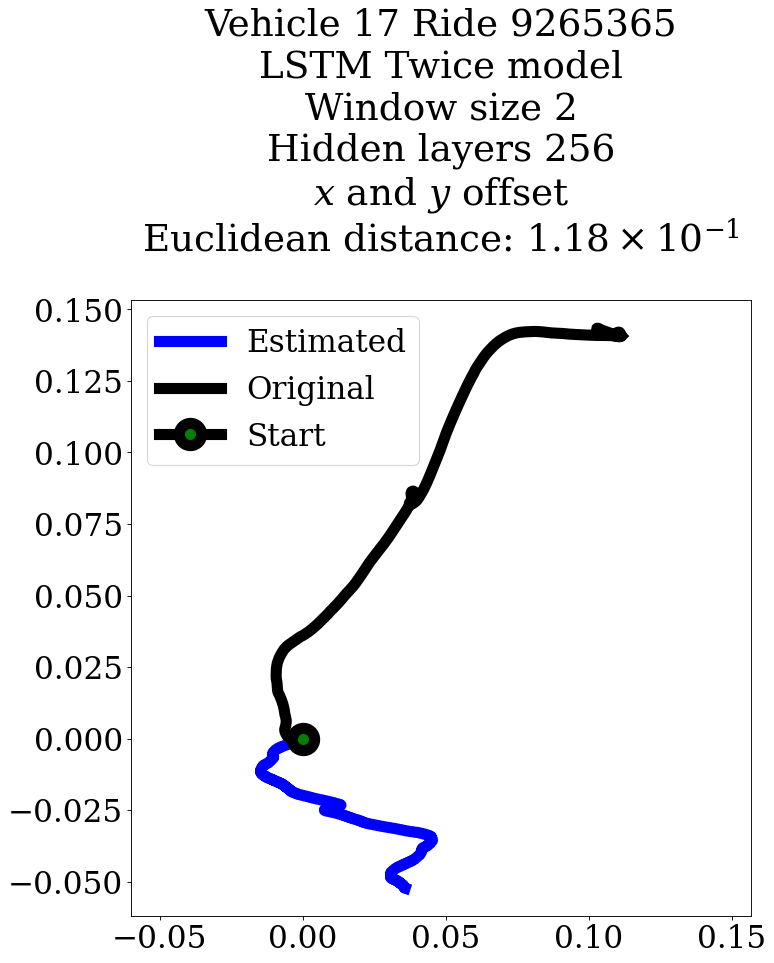 Vehicle 17 Ride 9265365
LSTM Twice model
Window size 2
Hidden layers 256
x and y offset
Euclidean distance: 1.18 × 10⁻¹
Estimated
Original
Start
0.150
0.125
0.100
0.075
0.050
0.025
0.000
−0.025
−0.050
−0.05 0.00 0.05 0.10 0.15